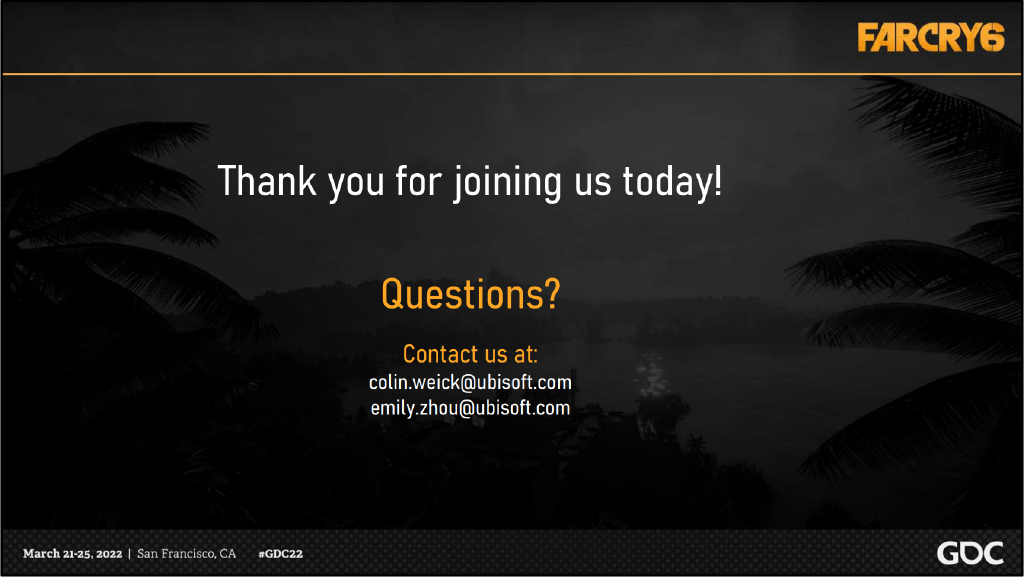 FARCRY6
Thank you for joining us today!
Questions?
Contact us at:
colin.weick@ubisoft.com
emily.zhou@ubisoft.com
March 21-25, 2022 | San Francisco, CA #GDC22
GDC